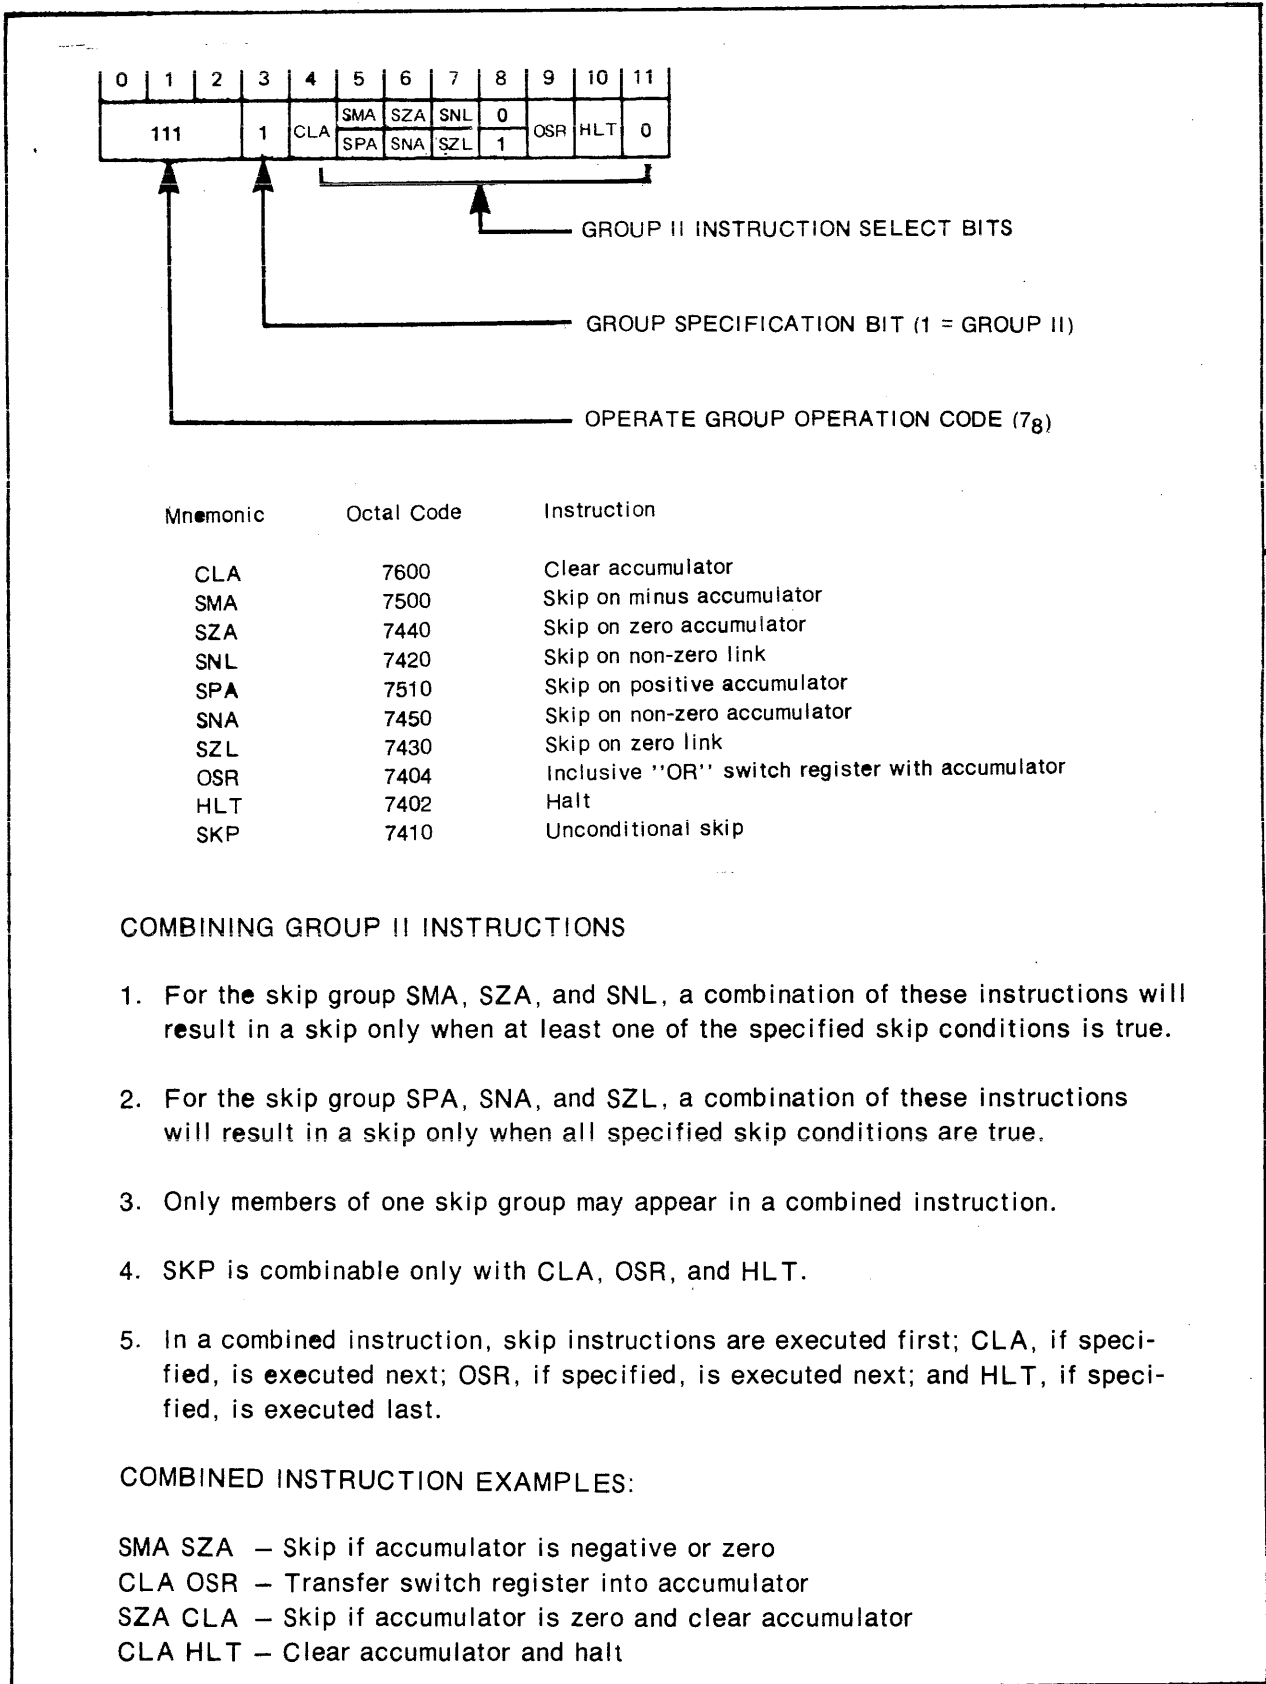 0 1 2 3 4 5 6 7 8 9 10 11
111 1 CLA SMA SZA SNL 0 OSR HLT 0
SPA SNA SZL 1
GROUP II INSTRUCTION SELECT BITS
GROUP SPECIFICATION BIT (1 = GROUP II)
OPERATE GROUP OPERATION CODE (7₈)
Mnemonic Octal Code Instruction
CLA 7600 Clear accumulator
SMA 7500 Skip on minus accumulator
SZA 7440 Skip on zero accumulator
SNL 7420 Skip on non-zero link
SPA 7510 Skip on positive accumulator
SNA 7450 Skip on non-zero accumulator
SZL 7430 Skip on zero link
OSR 7404 Inclusive ''OR'' switch register with accumulator
HLT 7402 Halt
SKP 7410 Unconditional skip
COMBINING GROUP II INSTRUCTIONS
1. For the skip group SMA, SZA, and SNL, a combination of these instructions will
result in a skip only when at least one of the specified skip conditions is true.
2. For the skip group SPA, SNA, and SZL, a combination of these instructions
will result in a skip only when all specified skip conditions are true.
3. Only members of one skip group may appear in a combined instruction.
4. SKP is combinable only with CLA, OSR, and HLT.
5. In a combined instruction, skip instructions are executed first; CLA, if speci-
fied, is executed next; OSR, if specified, is executed next; and HLT, if speci-
fied, is executed last.
COMBINED INSTRUCTION EXAMPLES:
SMA SZA – Skip if accumulator is negative or zero
CLA OSR – Transfer switch register into accumulator
SZA CLA – Skip if accumulator is zero and clear accumulator
CLA HLT – Clear accumulator and halt